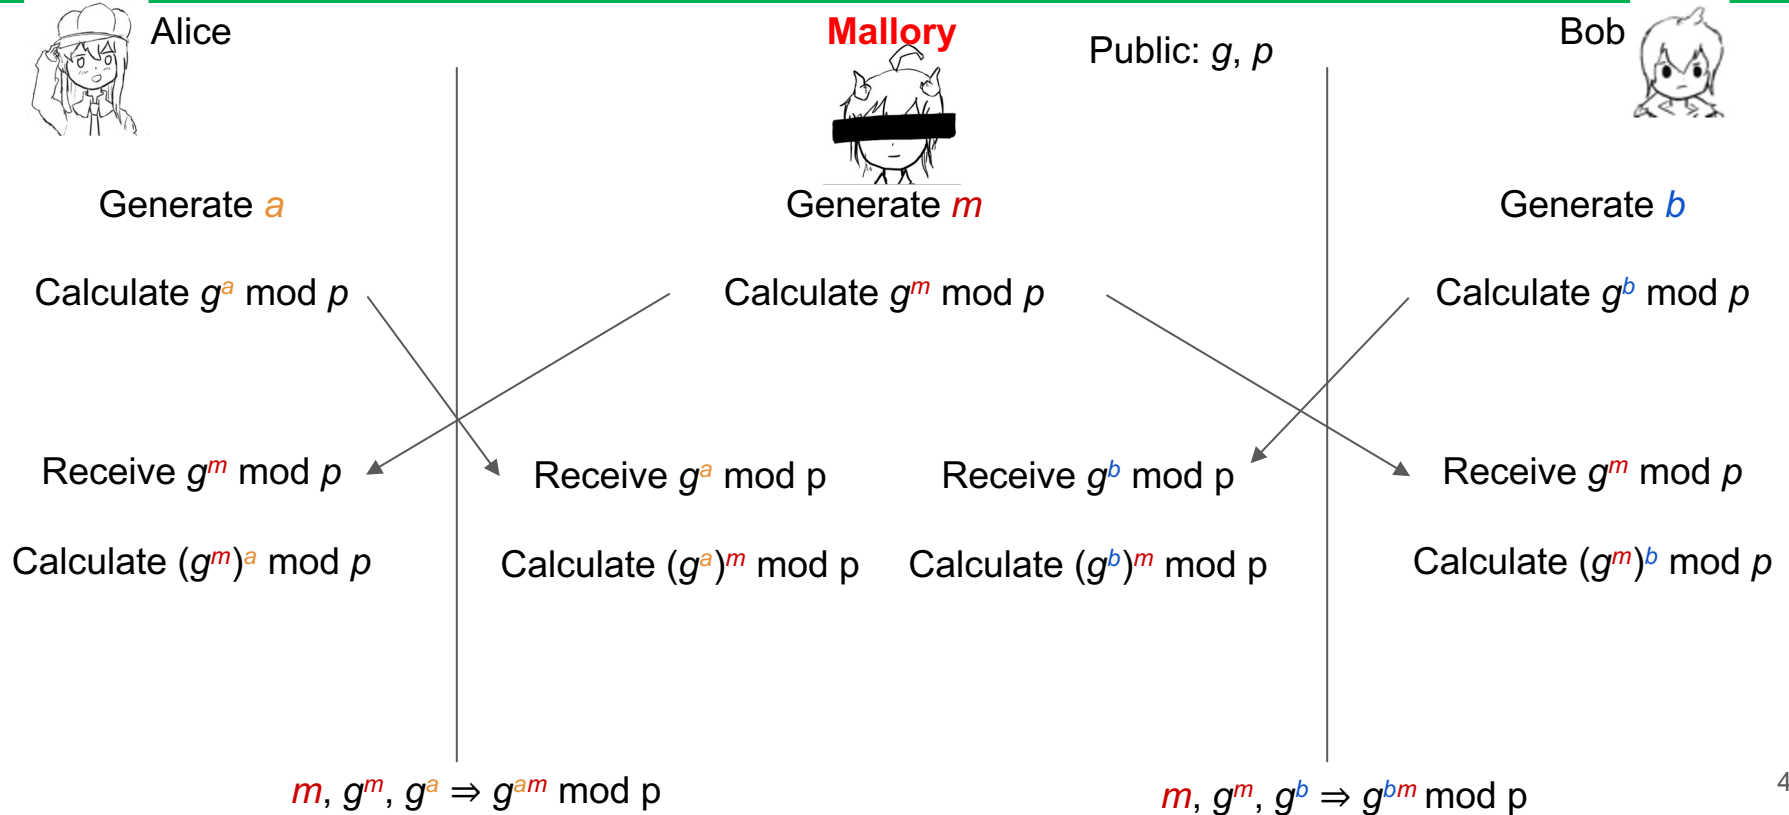 Alice
Mallory
Public: g, p
Bob
Generate a
Generate m
Generate b
Calculate gᵃ mod p
Calculate gᵐ mod p
Calculate gᵇ mod p
Receive gᵐ mod p
Receive gᵃ mod p
Receive gᵇ mod p
Receive gᵐ mod p
Calculate (gᵐ)ᵃ mod p
Calculate (gᵃ)ᵐ mod p
Calculate (gᵇ)ᵐ mod p
Calculate (gᵐ)ᵇ mod p
m, gᵐ, gᵃ ⇒ gᵃᵐ mod p
m, gᵐ, gᵇ ⇒ gᵇᵐ mod p